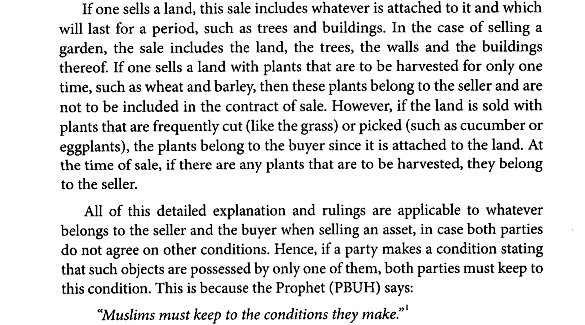 If one sells a land, this sale includes whatever is attached to it and which
will last for a period, such as trees and buildings. In the case of selling a
garden, the sale includes the land, the trees, the walls and the buildings
thereof. If one sells a land with plants that are to be harvested for only one
time, such as wheat and barley, then these plants belong to the seller and are
not to be included in the contract of sale. However, if the land is sold with
plants that are frequently cut (like the grass) or picked (such as cucumber or
eggplants), the plants belong to the buyer since it is attached to the land. At
the time of sale, if there are any plants that are to be harvested, they belong
to the seller.
All of this detailed explanation and rulings are applicable to whatever
belongs to the seller and the buyer when selling an asset, in case both parties
do not agree on other conditions. Hence, if a party makes a condition stating
that such objects are possessed by only one of them, both parties must keep to
this condition. This is because the Prophet (PBUH) says:
“Muslims must keep to the conditions they make.”¹